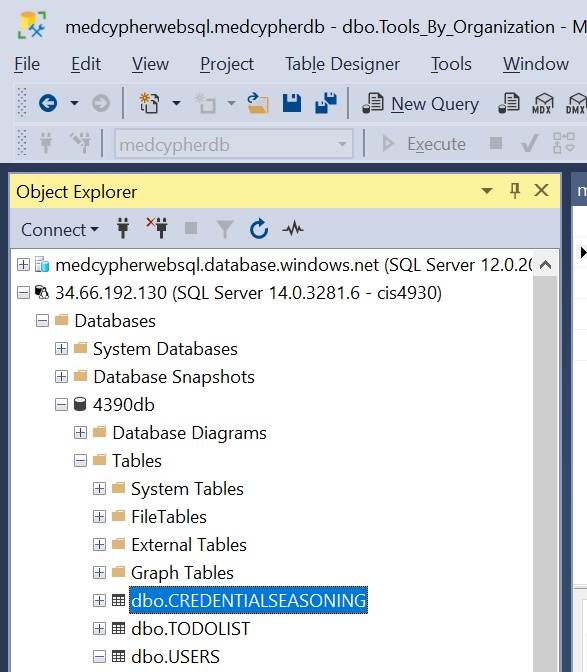 medcypherwebsql.medcypherdb - dbo.Tools_By_Organization - M
File Edit View Project Table Designer Tools Window
New Query MDX DMX
medcypherdb Execute
Object Explorer
m
Connect
medcypherwebsql.database.windows.net (SQL Server 12.0.20
34.66.192.130 (SQL Server 14.0.3281.6 - cis4930)
Databases
System Databases
Database Snapshots
4390db
Database Diagrams
Tables
System Tables
FileTables
External Tables
Graph Tables
dbo.CREDENTIALSEASONING
dbo.TODOLIST
dbo.USERS